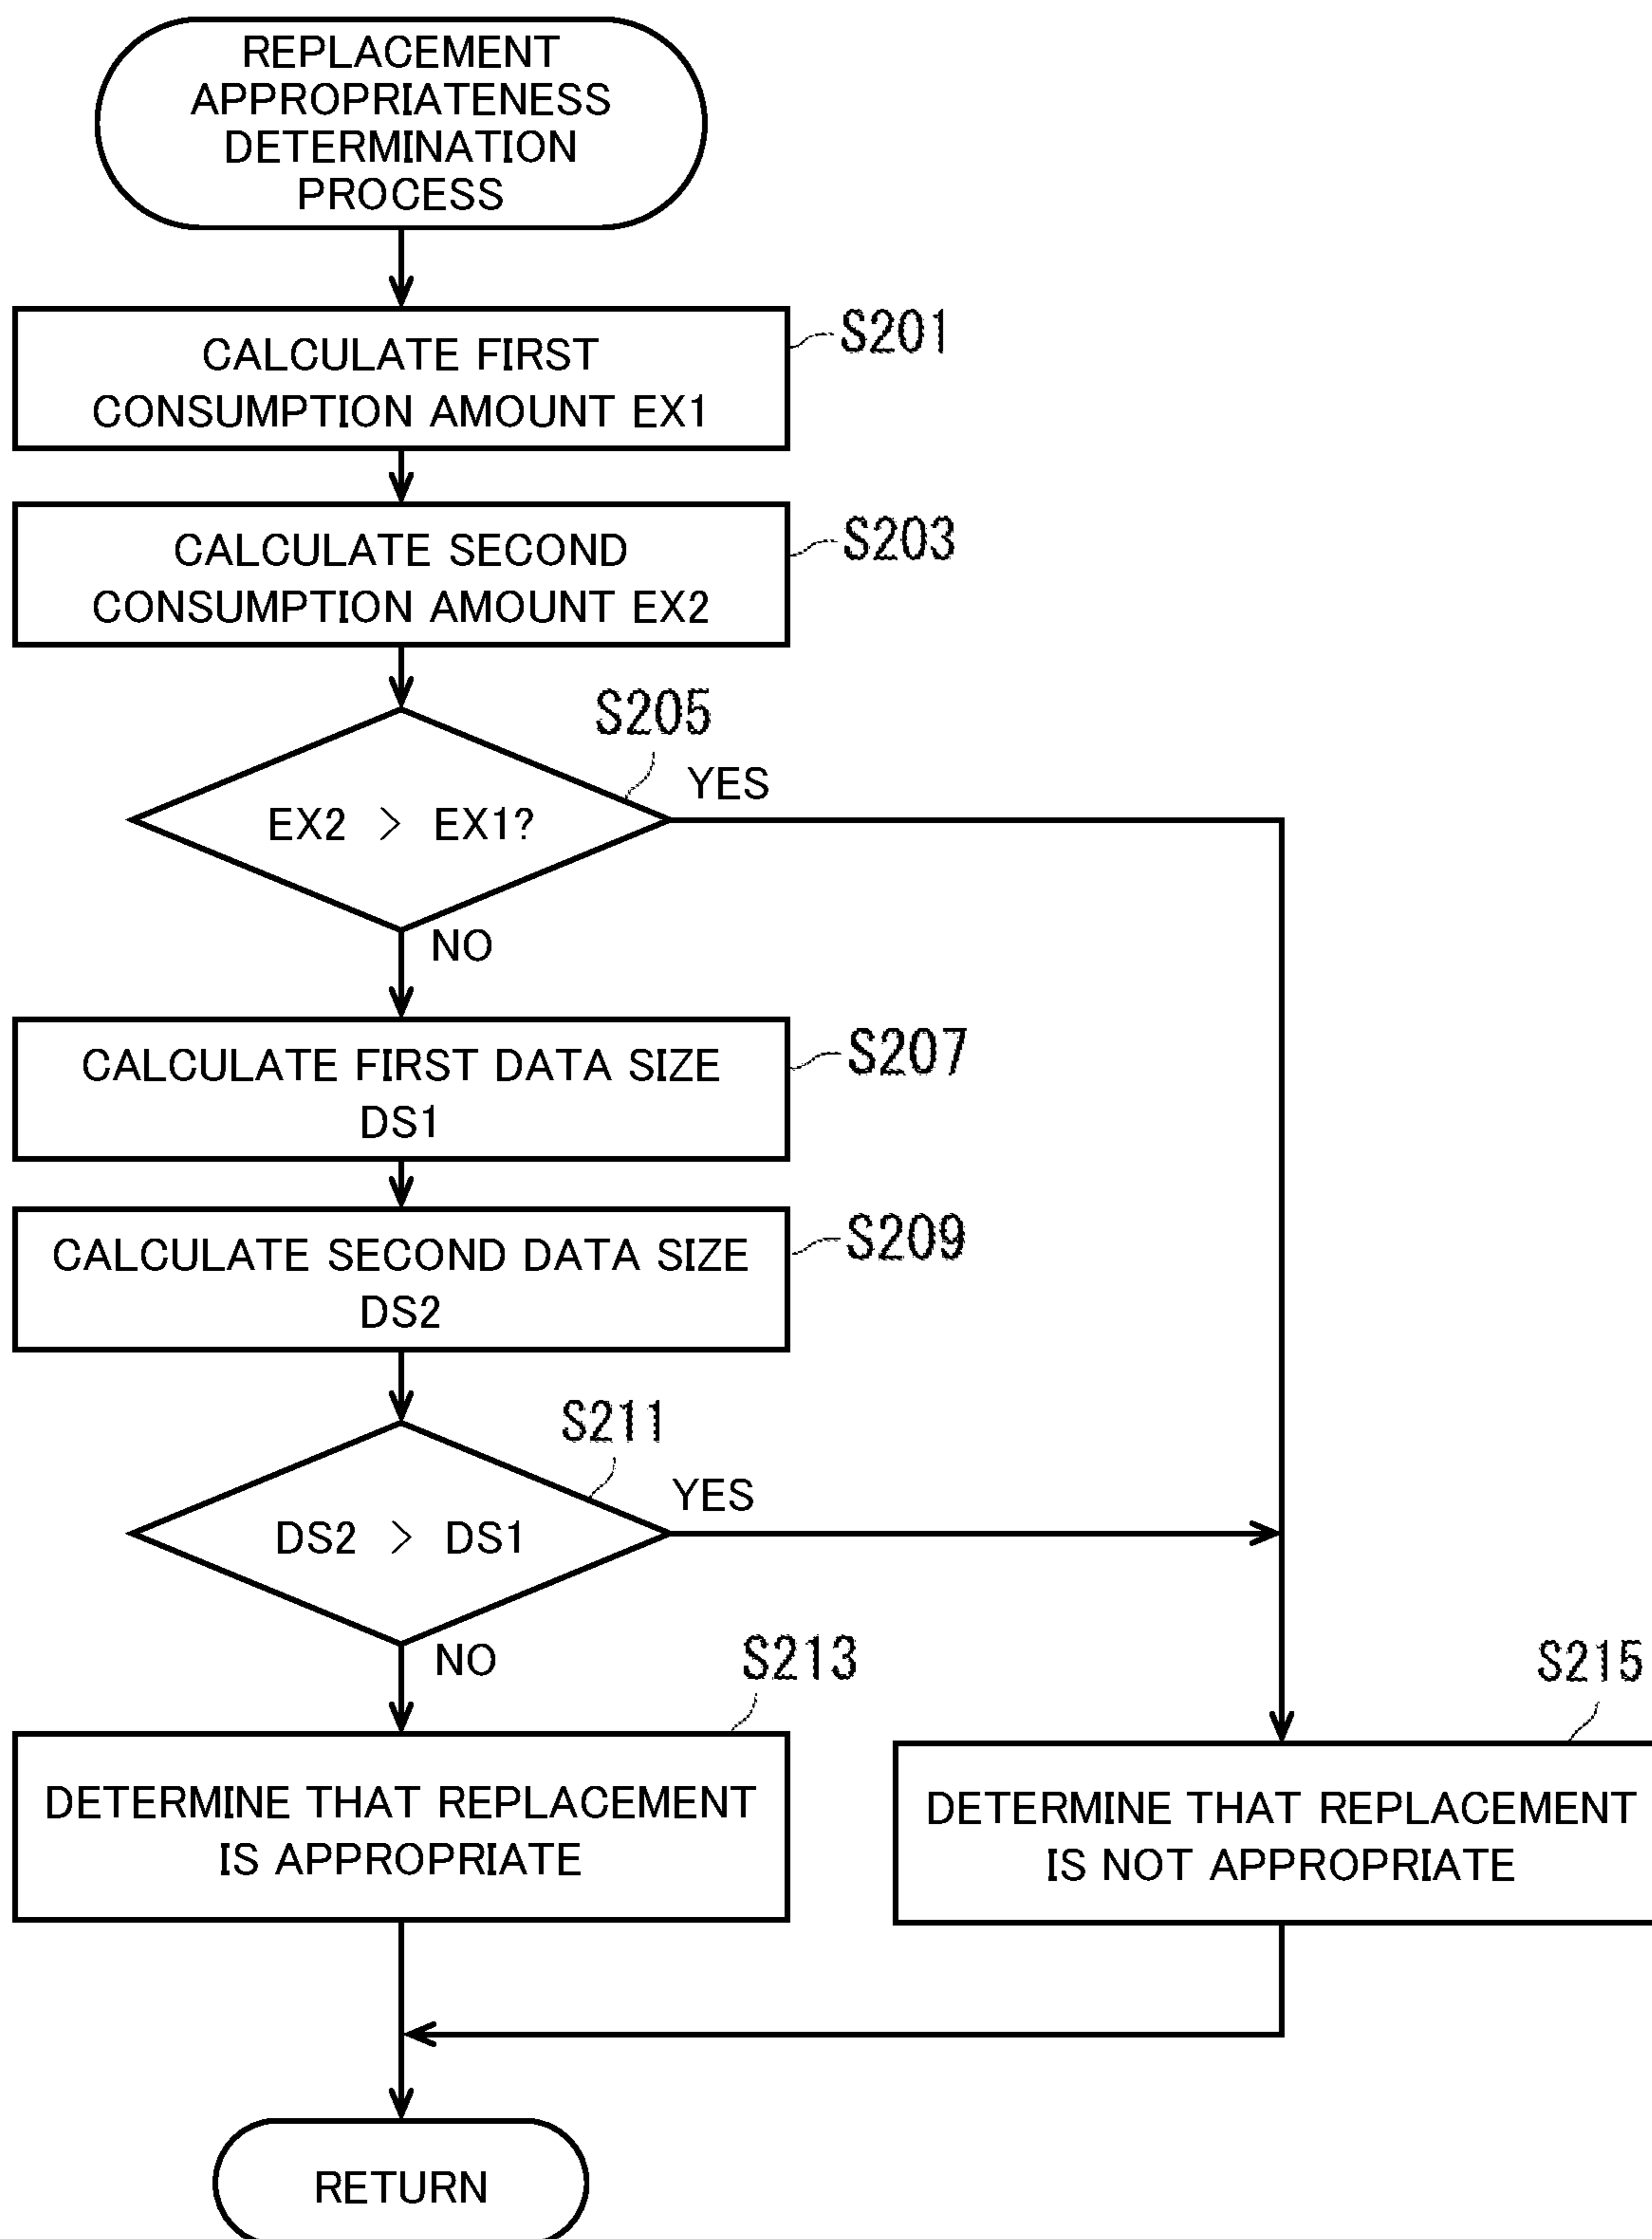 REPLACEMENT
APPROPRIATENESS
DETERMINATION
PROCESS
CALCULATE FIRST
CONSUMPTION AMOUNT EX1
S201
CALCULATE SECOND
CONSUMPTION AMOUNT EX2
S203
S205
EX2 > EX1?
YES
NO
CALCULATE FIRST DATA SIZE
DS1
S207
CALCULATE SECOND DATA SIZE
DS2
S209
S211
DS2 > DS1
YES
NO
S213
DETERMINE THAT REPLACEMENT
IS APPROPRIATE
S215
DETERMINE THAT REPLACEMENT
IS NOT APPROPRIATE
RETURN